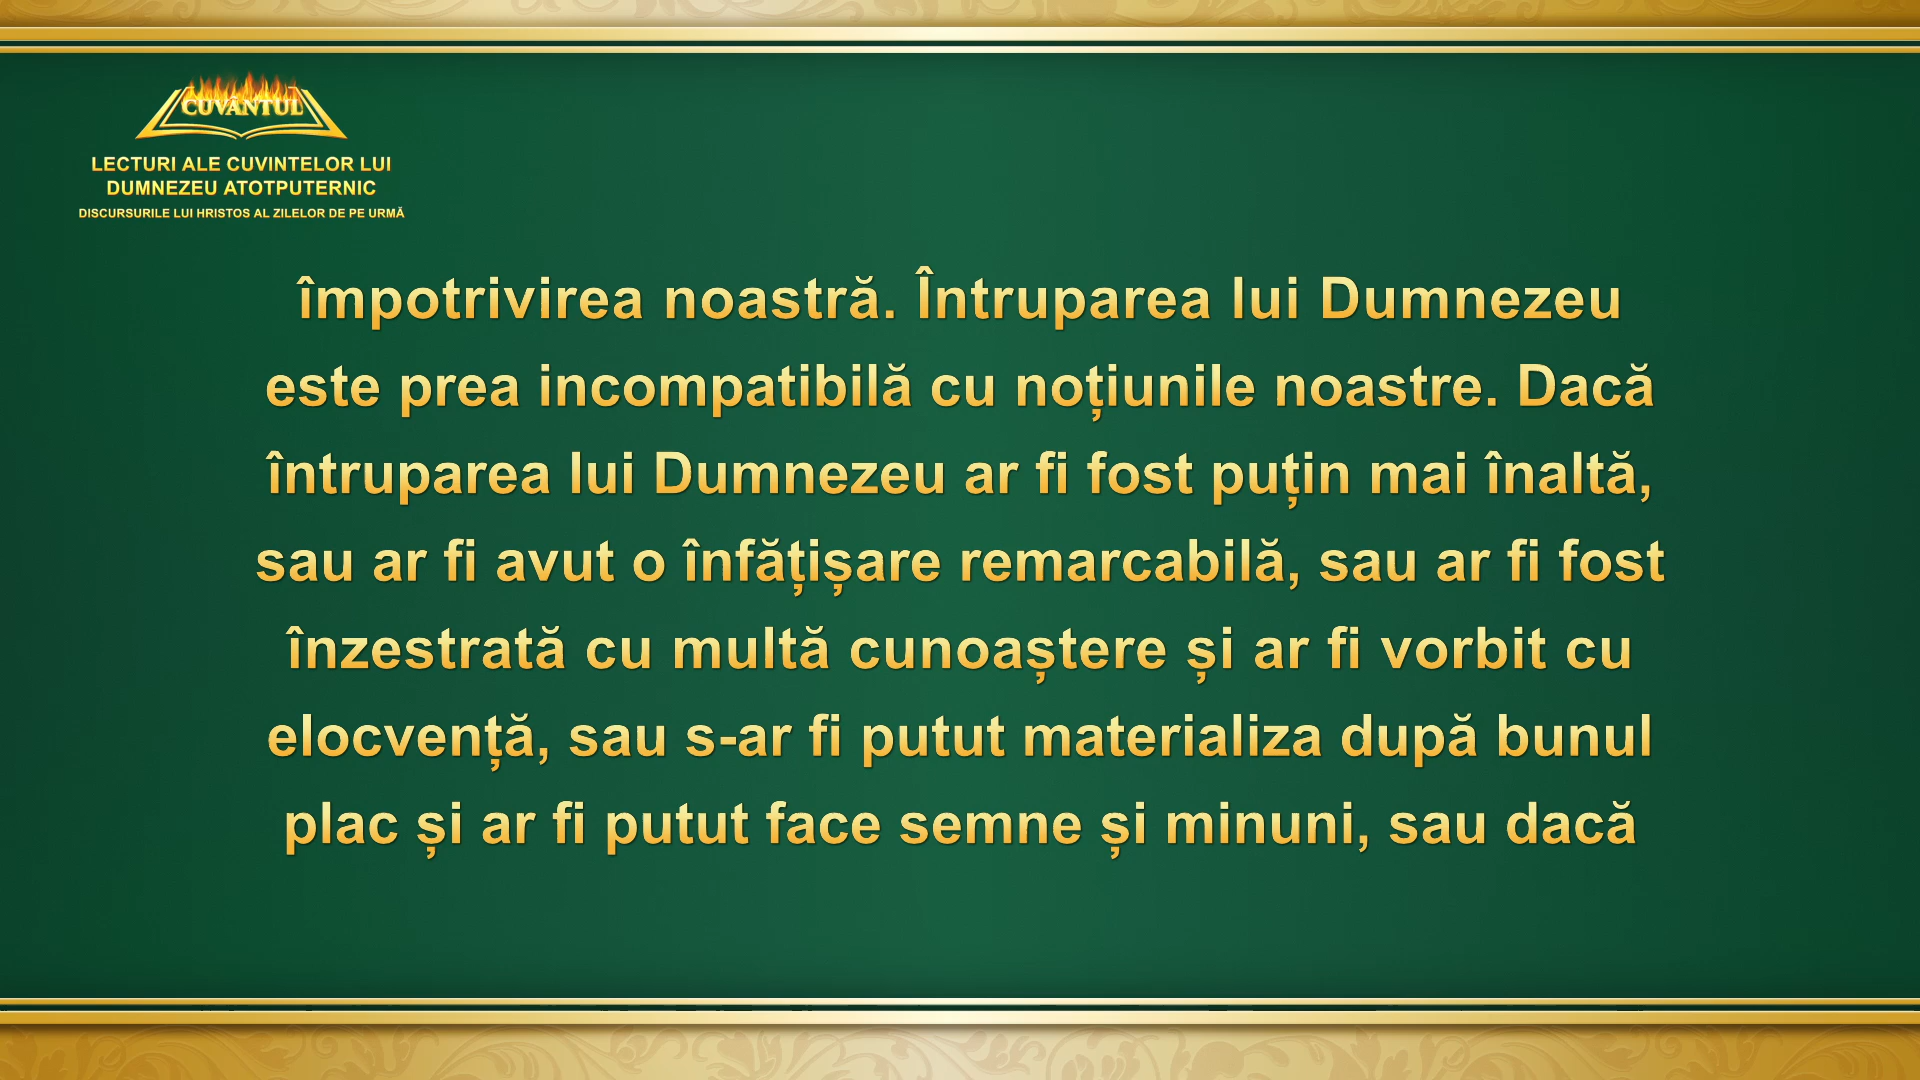 CUVÂNTUL
LECTURI ALE CUVINTELOR LUI
DUMNEZEU ATOTPUTERNIC
DISCURSURILE LUI HRISTOS AL ZILELOR DE PE URMĂ
împotrivirea noastră. Întruparea lui Dumnezeu
este prea incompatibilă cu noțiunile noastre. Dacă
întruparea lui Dumnezeu ar fi fost puțin mai înaltă,
sau ar fi avut o înfățișare remarcabilă, sau ar fi fost
înzestrată cu multă cunoaștere și ar fi vorbit cu
elocvență, sau s-ar fi putut materializa după bunul
plac și ar fi putut face semne și minuni, sau dacă